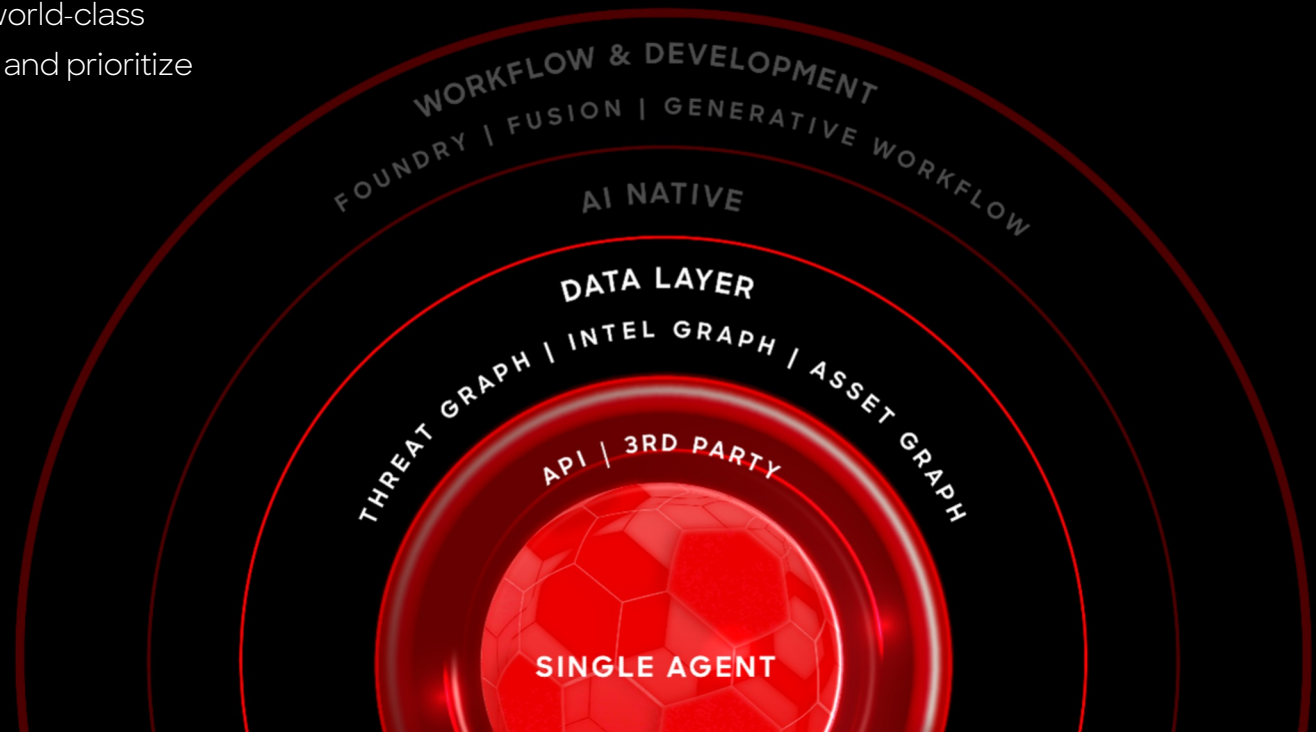 world-class
and prioritize
WORKFLOW & DEVELOPMENT
FOUNDRY | FUSION | GENERATIVE WORKFLOW
AI NATIVE
DATA LAYER
THREAT GRAPH | INTEL GRAPH | ASSET GRAPH
API | 3RD PARTY
SINGLE AGENT